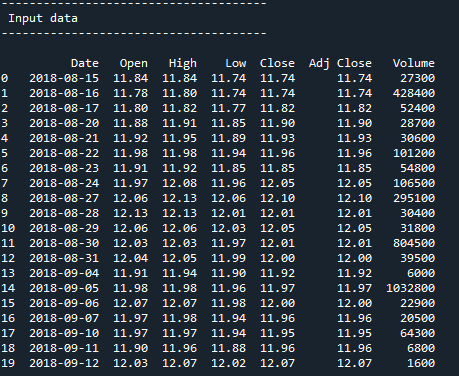 ----------------------------------------
Input data
----------------------------------------
Date Open High Low Close Adj Close Volume
0 2018-08-15 11.84 11.84 11.74 11.74 11.74 27300
1 2018-08-16 11.78 11.80 11.74 11.74 11.74 428400
2 2018-08-17 11.80 11.82 11.77 11.82 11.82 52400
3 2018-08-20 11.88 11.91 11.85 11.90 11.90 28700
4 2018-08-21 11.92 11.95 11.89 11.93 11.93 30600
5 2018-08-22 11.98 11.98 11.94 11.96 11.96 101200
6 2018-08-23 11.91 11.92 11.85 11.85 11.85 54800
7 2018-08-24 11.97 12.08 11.96 12.05 12.05 106500
8 2018-08-27 12.06 12.13 12.06 12.10 12.10 295100
9 2018-08-28 12.13 12.13 12.01 12.01 12.01 30400
10 2018-08-29 12.06 12.06 12.03 12.05 12.05 31800
11 2018-08-30 12.03 12.03 11.97 12.01 12.01 804500
12 2018-08-31 12.04 12.05 11.99 12.00 12.00 39500
13 2018-09-04 11.91 11.94 11.90 11.92 11.92 6000
14 2018-09-05 11.98 11.98 11.96 11.97 11.97 1032800
15 2018-09-06 12.07 12.07 11.98 12.00 12.00 22900
16 2018-09-07 11.97 11.98 11.94 11.96 11.96 20500
17 2018-09-10 11.97 11.97 11.94 11.95 11.95 64300
18 2018-09-11 11.90 11.96 11.88 11.96 11.96 6800
19 2018-09-12 12.03 12.07 12.02 12.07 12.07 1600